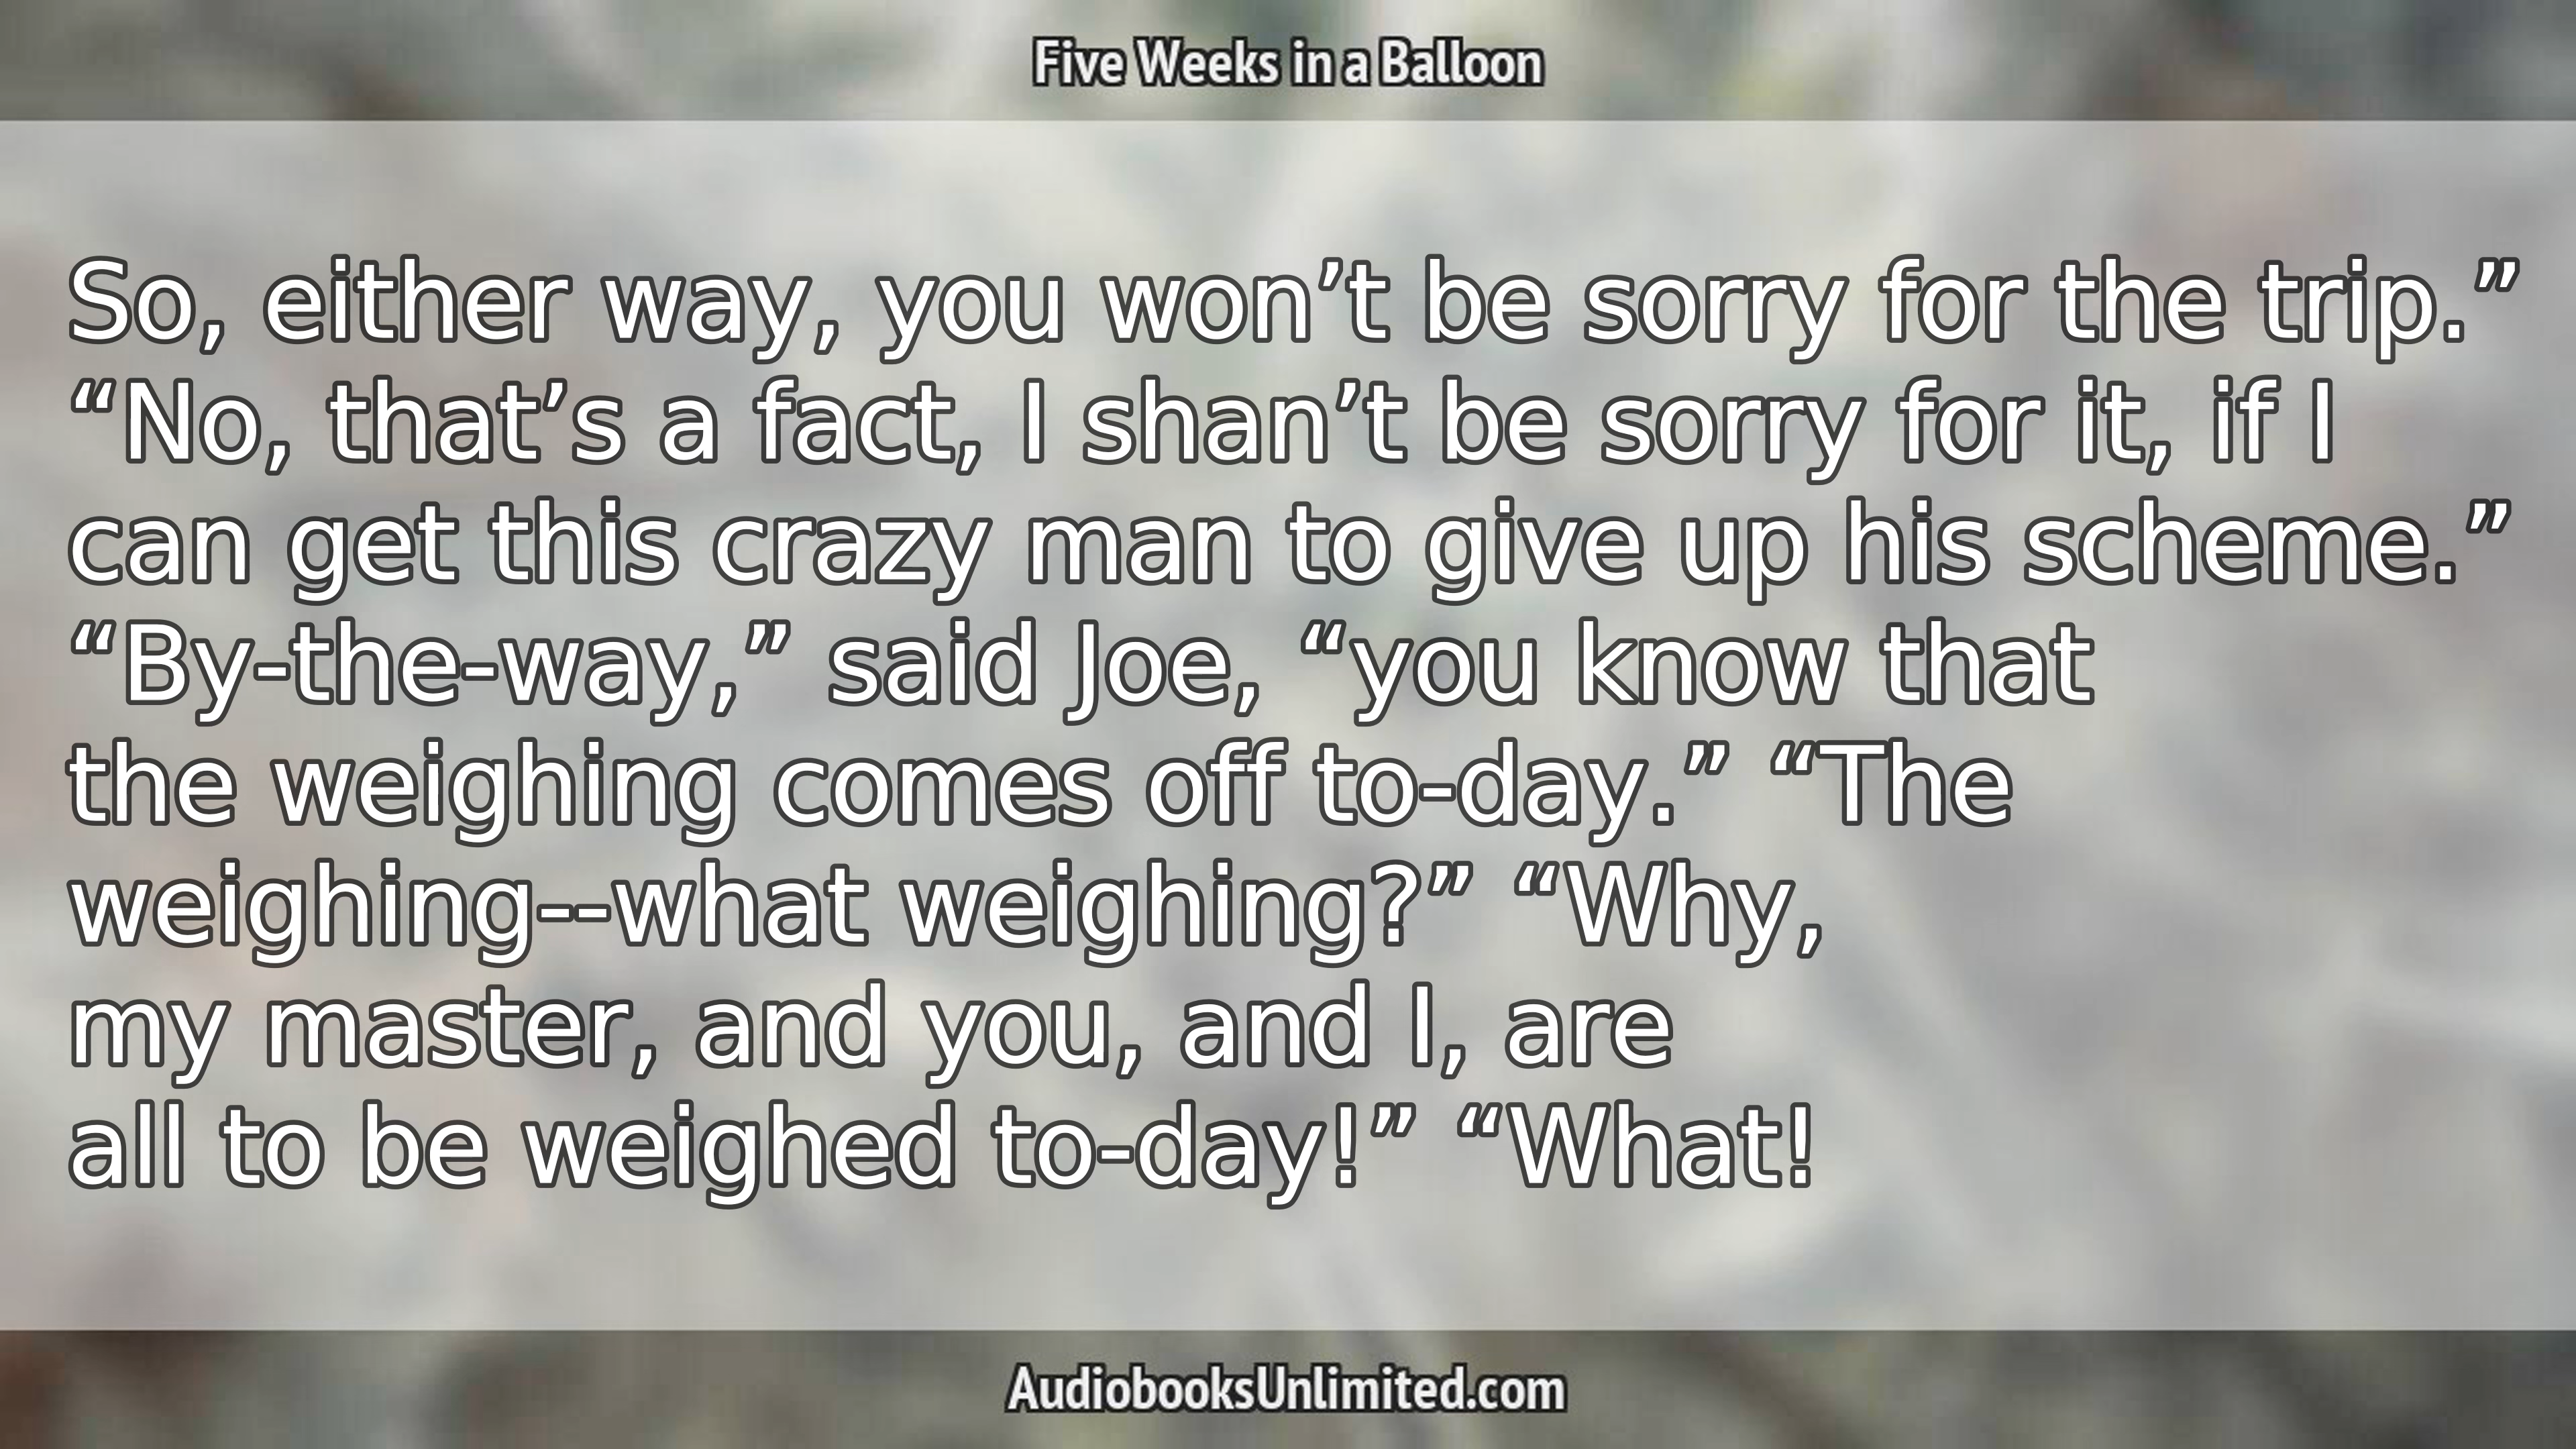 Five Weeks in a Balloon
So, either way, you won’t be sorry for the trip.”
“No, that’s a fact, I shan’t be sorry for it, if I
can get this crazy man to give up his scheme.”
“By-the-way,” said Joe, “you know that
the weighing comes off to-day.” “The
weighing--what weighing?” “Why,
my master, and you, and I, are
all to be weighed to-day!” “What!
AudiobooksUnlimited.com